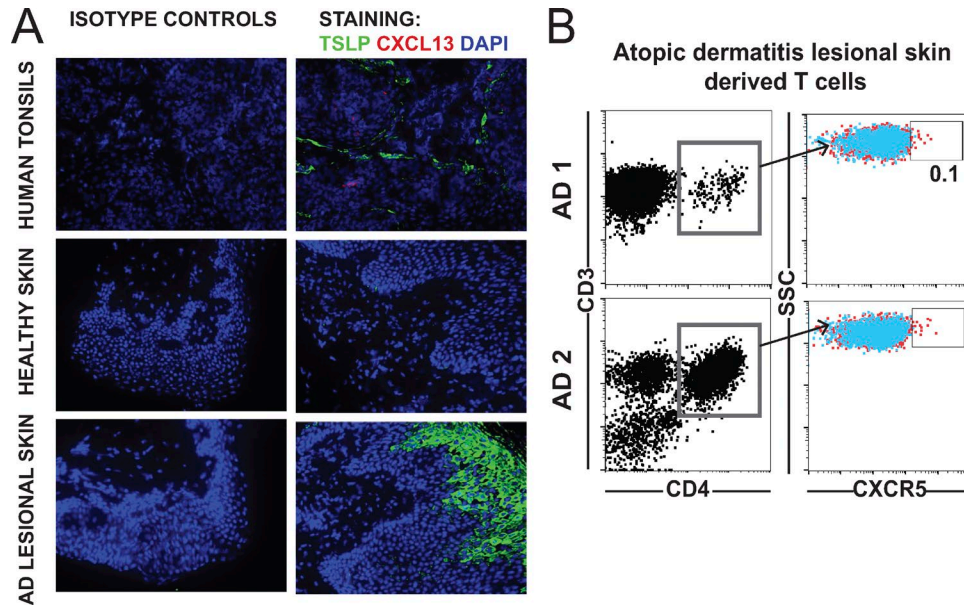 A
ISOTYPE CONTROLS
STAINING:
TSLP CXCL13 DAPI
HUMAN TONSILS
HEALTHY SKIN
AD LESIONAL SKIN
B
Atopic dermatitis lesional skin
derived T cells
AD 1
AD 2
CD3
SSC
0.1
CD4
CXCR5